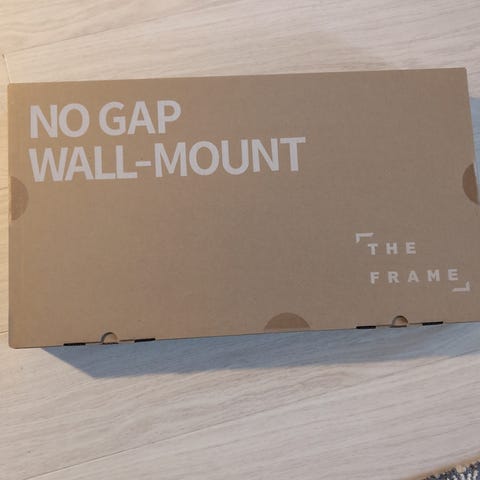 NO GAP
WALL-MOUNT
THE
FRAME